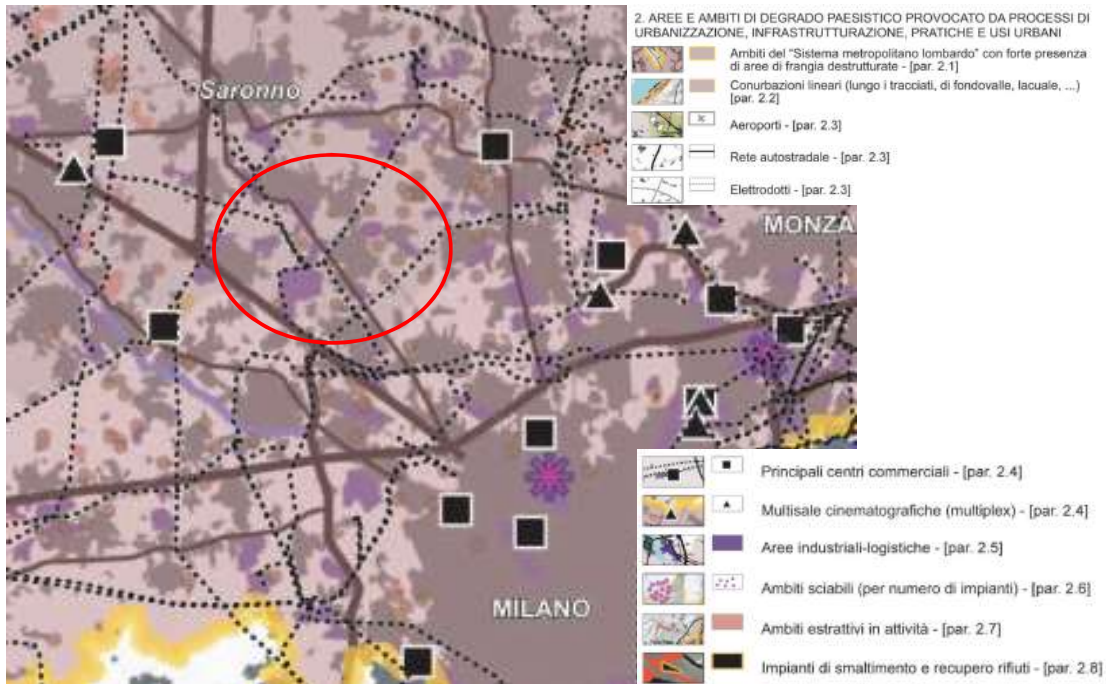 2. AREE E AMBITI DI DEGRADO PAESISTICO PROVOCATO DA PROCESSI DI
URBANIZZAZIONE, INFRASTRUTTURAZIONE, PRATICHE E USI URBANI
Ambiti del "Sistema metropolitano lombardo" con forte presenza
di aree di frangia destrutturate - [par. 2.1]
Conurbazioni lineari (lungo i tracciati, di fondovalle, lacuale, ...)
[par. 2.2]
Aeroporti - [par. 2.3]
Rete autostradale - [par. 2.3]
Elettrodotti - [par. 2.3]
Saronno
MONZA
MILANO
Principali centri commerciali - [par. 2.4]
Multisale cinematografiche (multiplex) - [par. 2.4]
Aree industriali-logistiche - [par. 2.5]
Ambiti sciabili (per numero di impianti) - [par. 2.6]
Ambiti estrattivi in attività - [par. 2.7]
Impianti di smaltimento e recupero rifiuti - [par. 2.8]